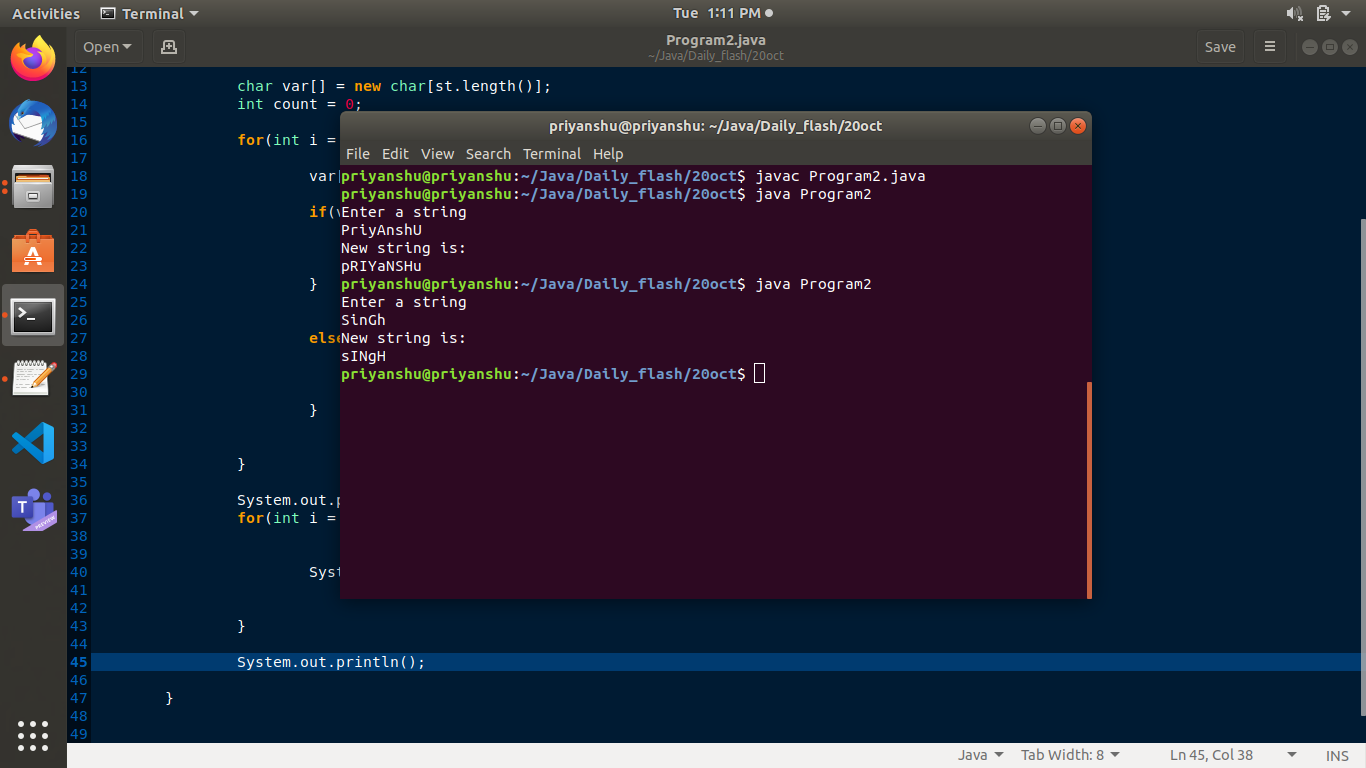 Activities Terminal Tue 1:11 PM
Open Program2.java Save
~/Java/Daily_flash/20oct
12
13 char var[] = new char[st.length()];
14 int count = 0;
15
16 for(int i =
17
18 var[
19
20 if(v
21
22
23
24 }
25
26
27 else
28
29
30
31 }
32
33
34 }
35
36 System.out.p
37 for(int i =
38
39
40 Syst
41
42
43 }
44
45 System.out.println();
46
47 }
48
49
priyanshu@priyanshu: ~/Java/Daily_flash/20oct
File Edit View Search Terminal Help
priyanshu@priyanshu:~/Java/Daily_flash/20oct$ javac Program2.java
priyanshu@priyanshu:~/Java/Daily_flash/20oct$ java Program2
Enter a string
PriyAnshU
New string is:
pRIYaNSHu
priyanshu@priyanshu:~/Java/Daily_flash/20oct$ java Program2
Enter a string
SinGh
New string is:
sINgH
priyanshu@priyanshu:~/Java/Daily_flash/20oct$
T
PREVIEW
Java Tab Width: 8 Ln 45, Col 38 INS